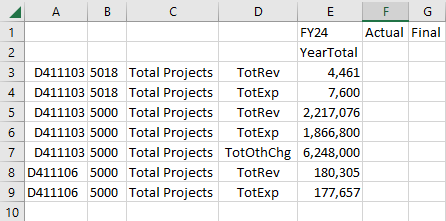 A B C D E F G
1 FY24 Actual Final
2 YearTotal
3 D411103 5018 Total Projects TotRev 4,461
4 D411103 5018 Total Projects TotExp 7,600
5 D411103 5000 Total Projects TotRev 2,217,076
6 D411103 5000 Total Projects TotExp 1,866,800
7 D411103 5000 Total Projects TotOthChg 6,248,000
8 D411106 5000 Total Projects TotRev 180,305
9 D411106 5000 Total Projects TotExp 177,657
10